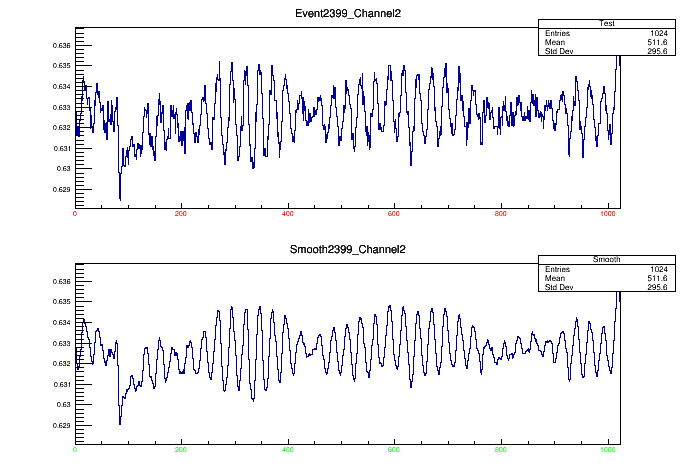 Event2399_Channel2
Test
Entries 1024
Mean 511.6
Std Dev 295.6
0.636
0.635
0.634
0.633
0.632
0.631
0.63
0.629
0 200 400 600 800 1000
Smooth2399_Channel2
Smooth
Entries 1024
Mean 511.6
Std Dev 295.6
0.636
0.635
0.634
0.633
0.632
0.631
0.63
0.629
0 200 400 600 800 1000